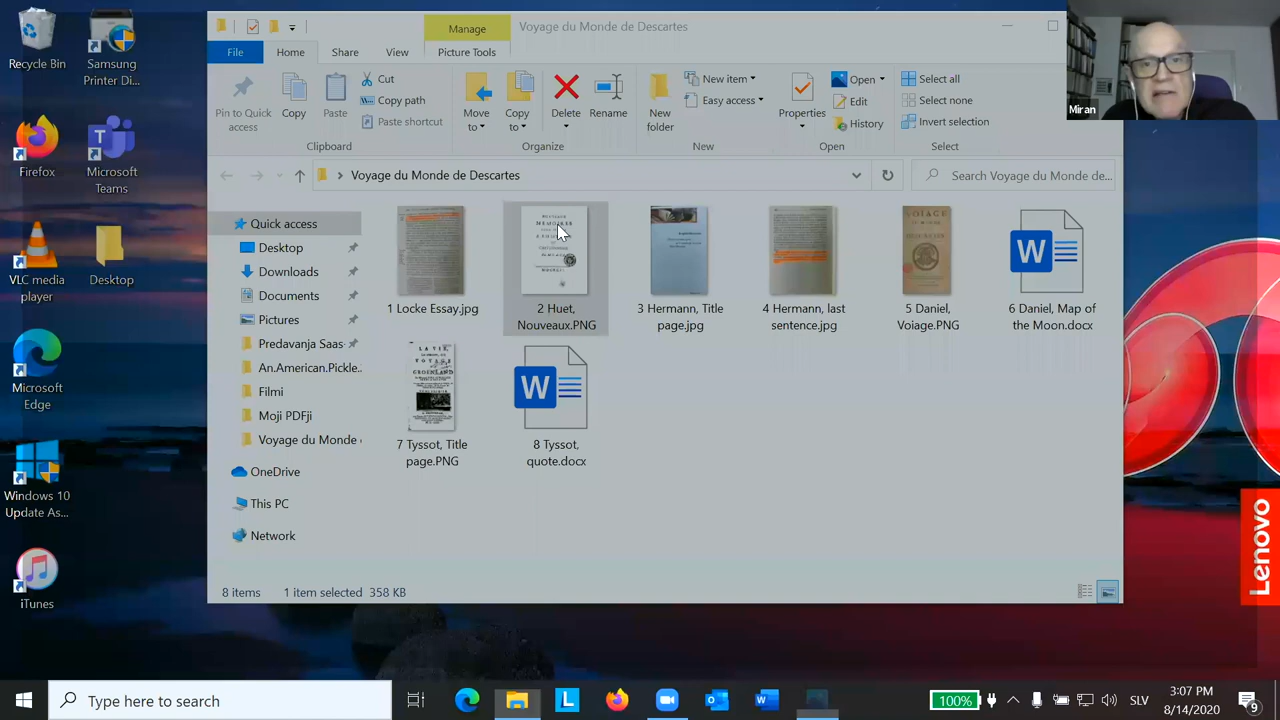 Recycle Bin
Samsung
Printer Di...
Firefox
Microsoft
Teams
VLC media
player
Desktop
Microsoft
Edge
Windows 10
Update As...
iTunes
Manage
Voyage du Monde de Descartes
File
Home
Share
View
Picture Tools
Pin to Quick
access
Copy
Paste
Cut
Copy path
Paste shortcut
Clipboard
Move
to
Copy
to
Delete
Rename
Organize
New
folder
New item
Easy access
New
Properties
Open
Edit
History
Open
Select all
Select none
Invert selection
Select
Miran
Voyage du Monde de Descartes
Search Voyage du Monde de...
Quick access
Desktop
Downloads
Documents
Pictures
Predavanja Saas-
An.American.Pickle..
Filmi
Moji PDFji
Voyage du Monde
OneDrive
This PC
Network
1 Locke Essay.jpg
2 Huet,
Nouveaux.PNG
3 Hermann, Title
page.jpg
4 Hermann, last
sentence.jpg
5 Daniel,
Voiage.PNG
6 Daniel, Map of
the Moon.docx
7 Tyssot, Title
page.PNG
8 Tyssot,
quote.docx
8 items
1 item selected
358 KB
Lenovo
Type here to search
100%
SLV
3:07 PM
8/14/2020
9